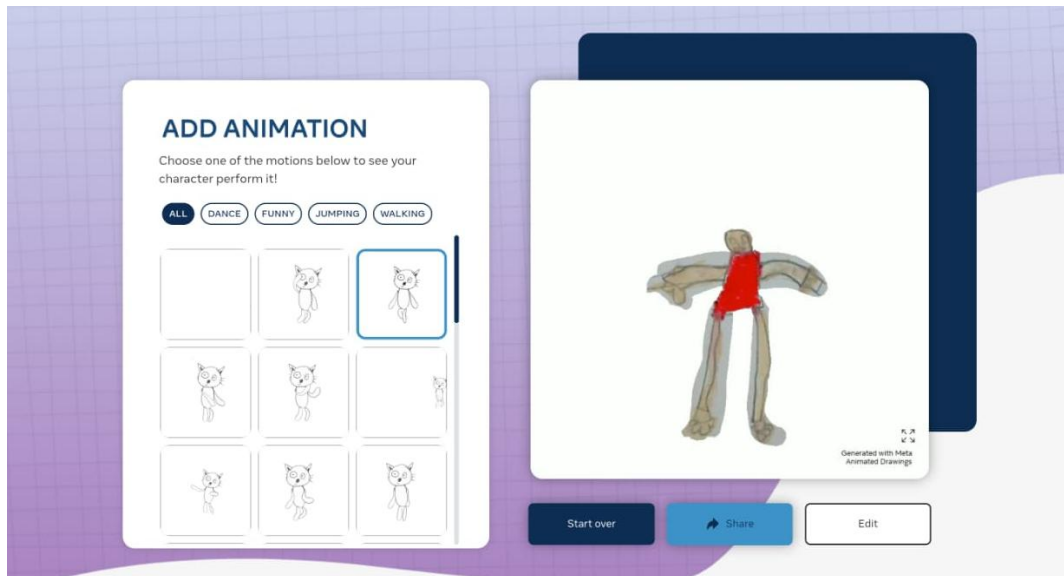 ADD ANIMATION
Choose one of the motions below to see your
character perform it!
ALL DANCE FUNNY JUMPING WALKING
Generated with Meta
Animated Drawings
Start over Share Edit